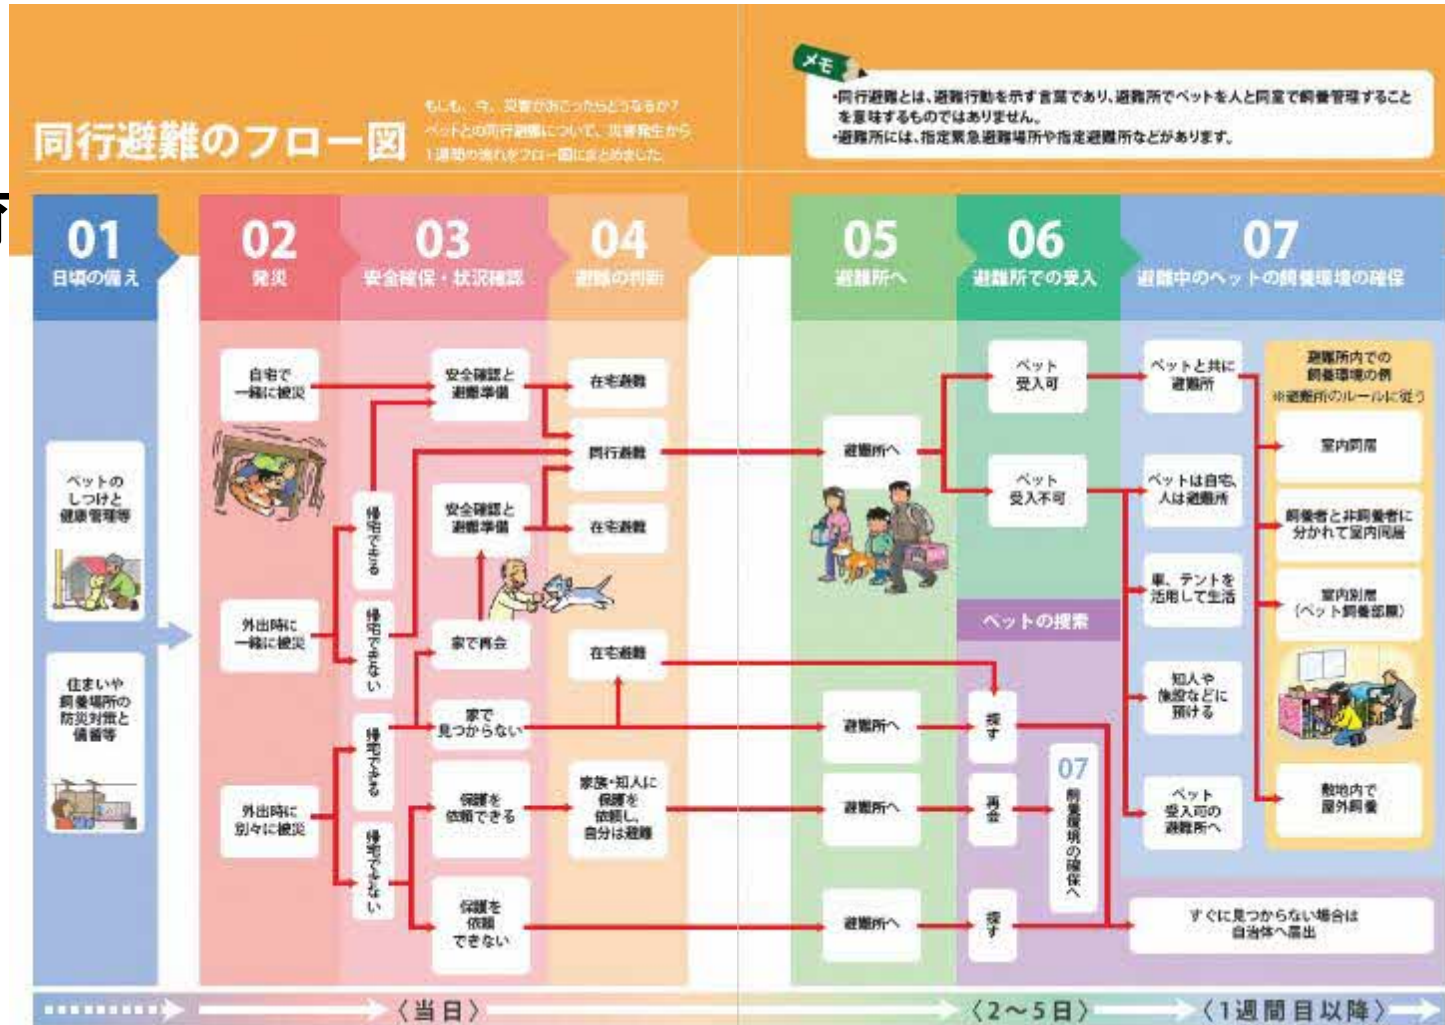 同行避難のフロー図
もしも、今、災害がおこったらどうなるか？
ペットとの同行避難について、災害発生から
1週間の流れをフロー図にまとめました。
メモ
・同行避難とは、避難行動を示す言葉であり、避難所でペットを人と同室で飼養管理すること
を意味するものではありません。
・避難所には、指定緊急避難場所や指定避難所などがあります。
01
日頃の備え
02
発災
03
安全確保・状況確認
04
避難の判断
05
避難所へ
06
避難所での受入
07
避難中のペットの飼養環境の確保
ペットの
しつけと
健康管理等
住まいや
飼養場所の
防災対策と
備蓄等
自宅で
一緒に被災
外出時に
一緒に被災
外出時に
別々に被災
帰宅できる
帰宅できない
帰宅できる
帰宅できない
安全確認と
避難準備
安全確認と
避難準備
家で再会
家で
見つからない
保護を
依頼できる
保護を
依頼
できない
在宅避難
同行避難
在宅避難
在宅避難
家族・知人に
保護を
依頼し、
自分は避難
避難所へ
避難所へ
避難所へ
避難所へ
ペット
受入可
ペット
受入不可
ペットの捜索
探す
再会
探す
07
飼養環境の確保へ
ペットと共に
避難所
ペットは自宅、
人は避難所
車、テントを
活用して生活
知人や
施設などに
預ける
ペット
受入可の
避難所へ
避難所内での
飼養環境の例
※避難所のルールに従う
室内同居
飼養者と非飼養者に
分かれて室内同居
室内別居
(ペット飼養部屋)
敷地内で
屋外飼養
すぐに見つからない場合は
自治体へ届出
〈当日〉
〈2～5日〉
〈1週間目以降〉